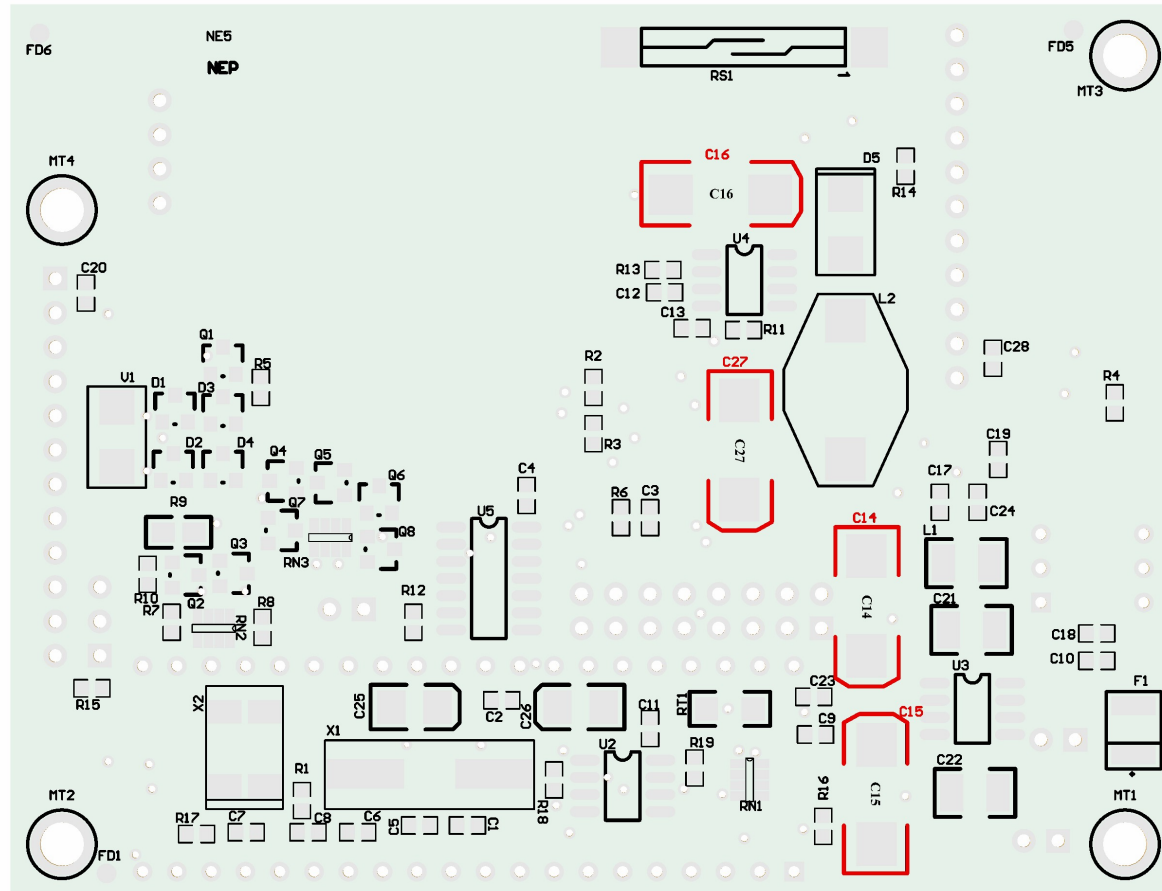 FD6
NE5
NEP
RS1
1
FD5
MT3
MT4
C16
C16
D5
R14
U4
C20
R13
C12
C13
R11
L2
Q1
R5
R2
C27
C28
V1
D1
D3
R4
D2
D4
R3
C27
Q4
Q5
Q6
C4
C19
C17
R9
Q7
U5
R6
C3
C24
C14
Q8
L1
Q3
RN3
R10
Q2
R12
C21
R7
R8
RN2
C14
C18
C10
U3
R15
X2
C25
C2
C26
C11
RT1
C23
F1
C15
X1
U2
C9
R19
C22
R1
RN1
C15
R16
MT2
R18
MT1
R17
C7
C8
C6
C5
C1
FD1